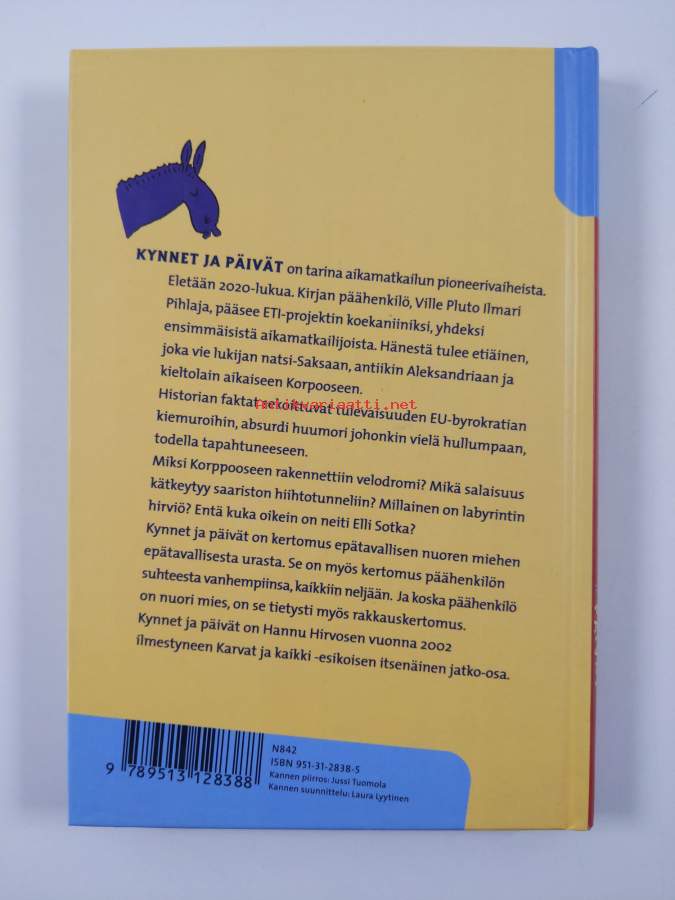 KYNNET JA PÄIVÄT on tarina aikamatkailun pioneerivaiheista.
Eletään 2020-lukua. Kirjan päähenkilö, Ville Pluto Ilmari
Pihlaja, pääsee ETI-projektin koekaniiniksi, yhdeksi
ensimmäisistä aikamatkailijoista. Hänestä tulee etiäinen,
joka vie lukijan natsi-Saksaan, antiikin Aleksandriaan ja
kieltolain aikaiseen Korpooseen.
Historian faktat sekoittuvat tulevaisuuden EU-byrokratian
Antikvariaatti.net
kiemuroihin, absurdi huumori johonkin vielä hullumpaan,
todella tapahtuneeseen.
Miksi Korppooseen rakennettiin velodromi? Mikä salaisuus
kätkeytyy saariston hiihtotunneliin? Millainen on labyrintin
hirviö? Entä kuka oikein on neiti Elli Sotka?
Kynnet ja päivät on kertomus epätavallisen nuoren miehen
epätavallisesta urasta. Se on myös kertomus päähenkilön
suhteesta vanhempiinsa, kaikkiin neljään. Ja koska päähenkilö
on nuori mies, on se tietysti myös rakkauskertomus.
Kynnet ja päivät on Hannu Hirvosen vuonna 2002
ilmestyneen Karvat ja kaikki -esikoisen itsenäinen jatko-osa.
N842
ISBN 951-31-2838-5
Kannen piirros: Jussi Tuomola
Kannen suunnittelu: Laura Lyytinen
9 789513 128388